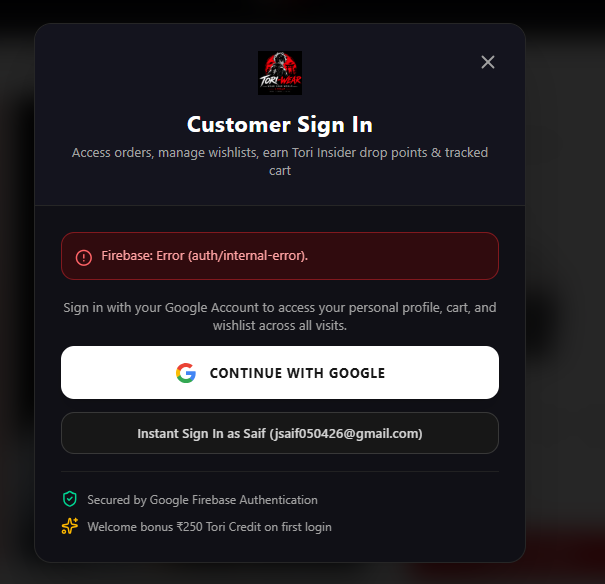 TORI WEAR
Customer Sign In
Access orders, manage wishlists, earn Tori Insider drop points & tracked
cart
Firebase: Error (auth/internal-error).
Sign in with your Google Account to access your personal profile, cart, and
wishlist across all visits.
CONTINUE WITH GOOGLE
Instant Sign In as Saif (jsaif050426@gmail.com)
Secured by Google Firebase Authentication
Welcome bonus ₹250 Tori Credit on first login